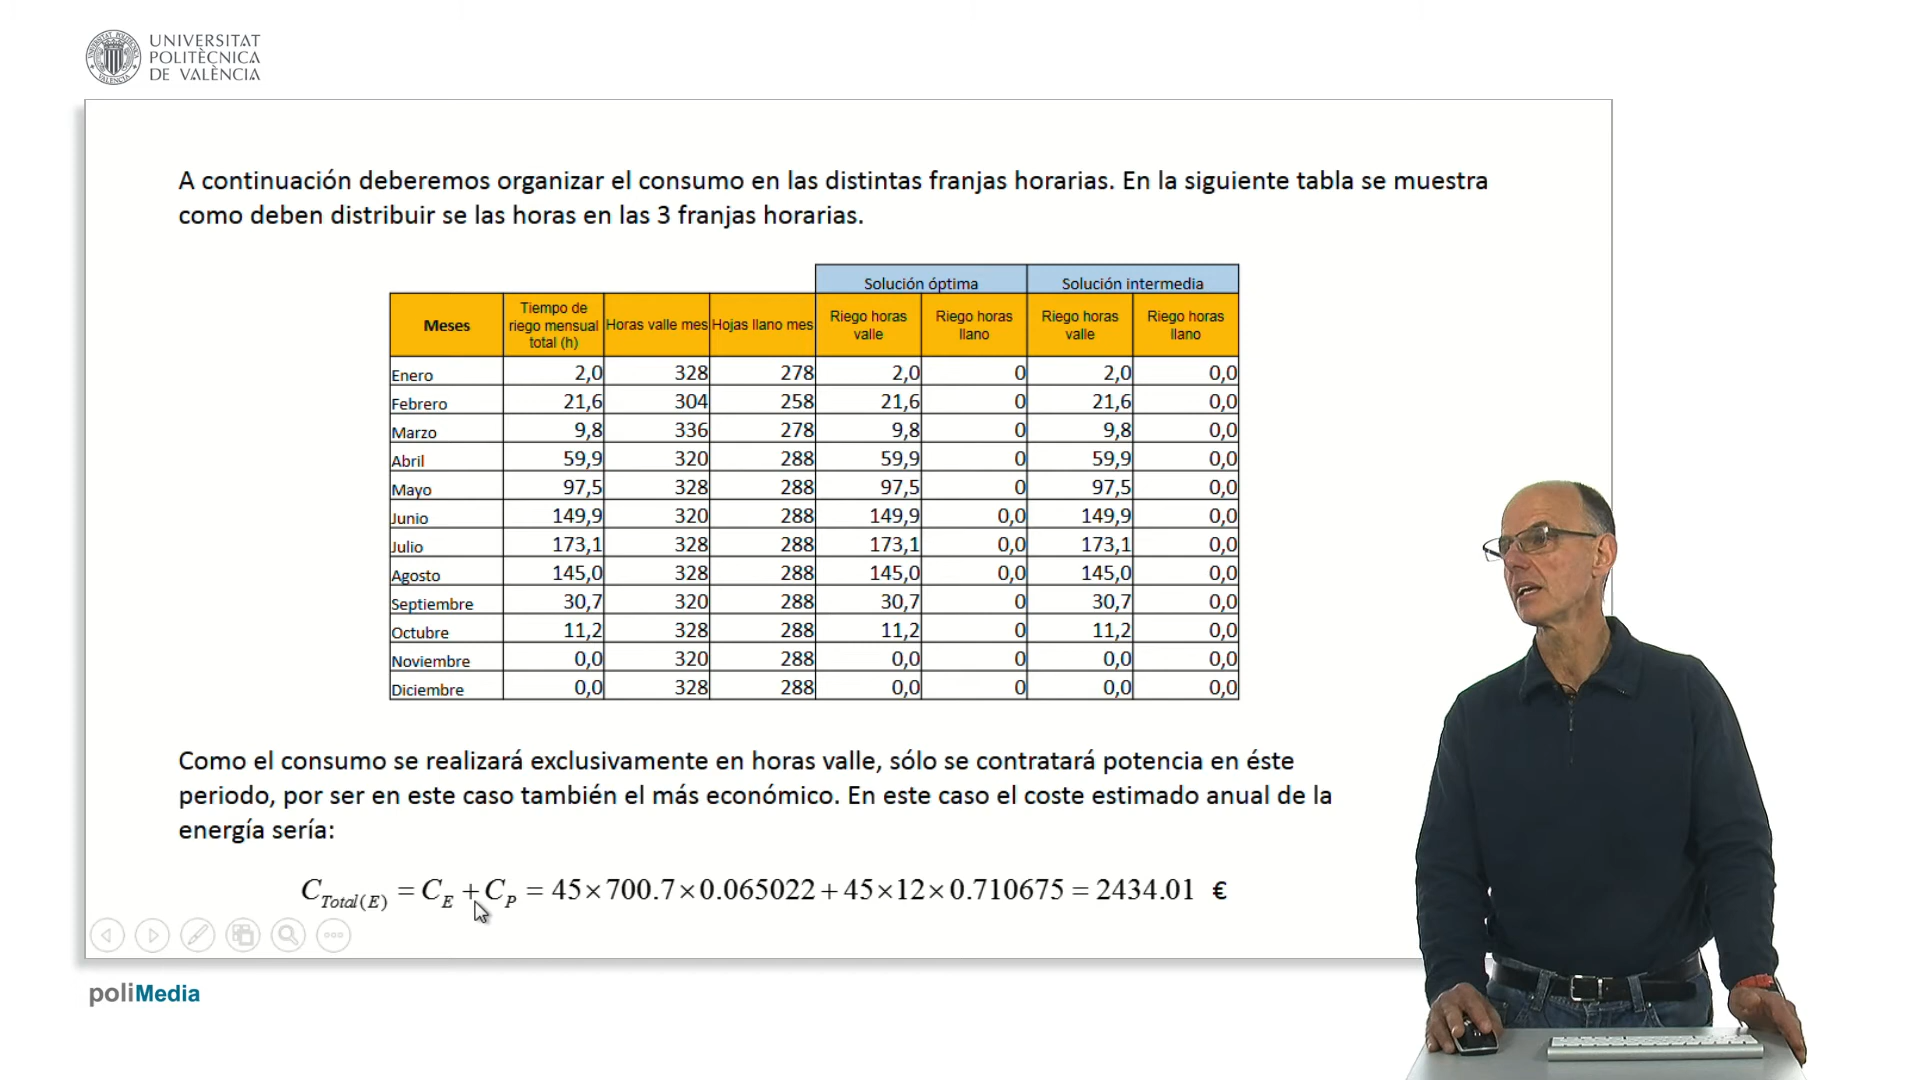 UNIVERSITAT
POLITÈCNICA
DE VALÈNCIA
A continuación deberemos organizar el consumo en las distintas franjas horarias. En la siguiente tabla se muestra
como deben distribuir se las horas en las 3 franjas horarias.
Solución óptima Solución intermedia
Meses Tiempo de riego mensual total (h) Horas valle mes Hojas llano mes Riego horas valle Riego horas llano Riego horas valle Riego horas llano
Enero 2,0 328 278 2,0 0 2,0 0,0
Febrero 21,6 304 258 21,6 0 21,6 0,0
Marzo 9,8 336 278 9,8 0 9,8 0,0
Abril 59,9 320 288 59,9 0 59,9 0,0
Mayo 97,5 328 288 97,5 0 97,5 0,0
Junio 149,9 320 288 149,9 0,0 149,9 0,0
Julio 173,1 328 288 173,1 0,0 173,1 0,0
Agosto 145,0 328 288 145,0 0,0 145,0 0,0
Septiembre 30,7 320 288 30,7 0 30,7 0,0
Octubre 11,2 328 288 11,2 0 11,2 0,0
Noviembre 0,0 320 288 0,0 0 0,0 0,0
Diciembre 0,0 328 288 0,0 0 0,0 0,0
Como el consumo se realizará exclusivamente en horas valle, sólo se contratará potencia en éste
periodo, por ser en este caso también el más económico. En este caso el coste estimado anual de la
energía sería:
C_Total(E) = C_E + C_P = 45×700.7×0.065022+45×12×0.710675 = 2434.01 €
poliMedia